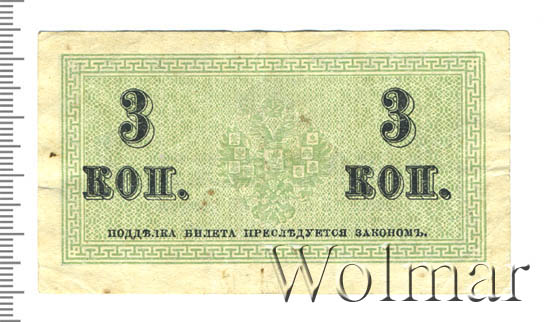 3 3
КОП. КОП.
ПОДДѢЛКА БИЛЕТА ПРЕСЛѢДУЕТСЯ ЗАКОНОМЪ.
Wolmar